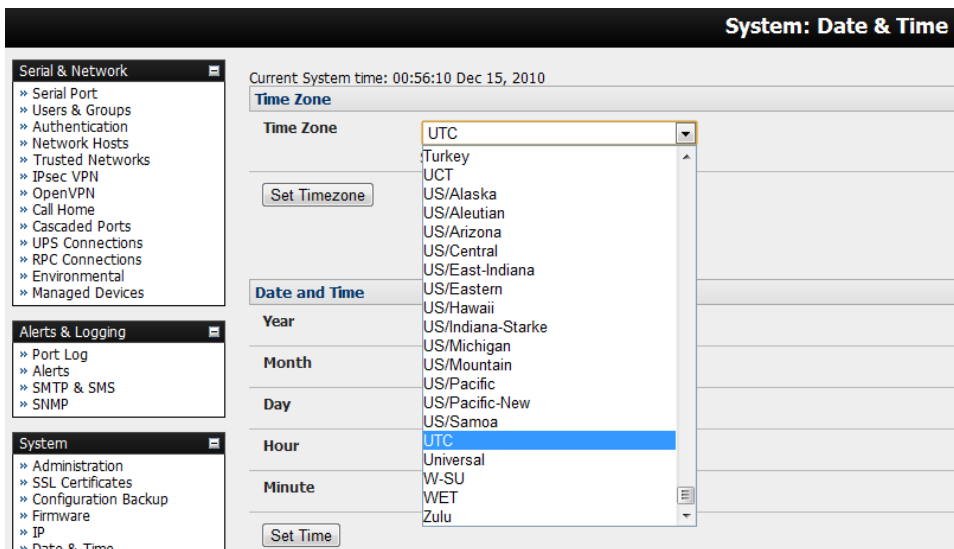 System: Date & Time
Serial & Network
» Serial Port
» Users & Groups
» Authentication
» Network Hosts
» Trusted Networks
» IPsec VPN
» OpenVPN
» Call Home
» Cascaded Ports
» UPS Connections
» RPC Connections
» Environmental
» Managed Devices
Alerts & Logging
» Port Log
» Alerts
» SMTP & SMS
» SNMP
System
» Administration
» SSL Certificates
» Configuration Backup
» Firmware
» IP
» Date & Time
Current System time: 00:56:10 Dec 15, 2010
Time Zone
Time Zone
UTC
Turkey
UCT
US/Alaska
US/Aleutian
US/Arizona
US/Central
US/East-Indiana
US/Eastern
US/Hawaii
US/Indiana-Starke
US/Michigan
US/Mountain
US/Pacific
US/Pacific-New
US/Samoa
UTC
Universal
W-SU
WET
Zulu
Set Timezone
Date and Time
Year
Month
Day
Hour
Minute
Set Time